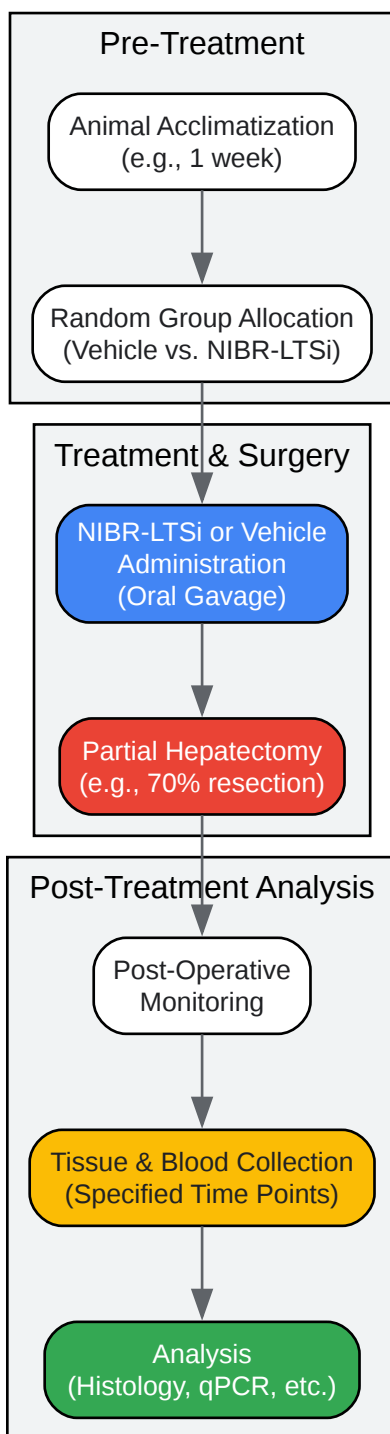 Pre-Treatment
Animal Acclimatization
(e.g., 1 week)
Random Group Allocation
(Vehicle vs. NIBR-LTSi)
Treatment & Surgery
NIBR-LTSi or Vehicle
Administration
(Oral Gavage)
Partial Hepatectomy
(e.g., 70% resection)
Post-Treatment Analysis
Post-Operative
Monitoring
Tissue & Blood Collection
(Specified Time Points)
Analysis
(Histology, qPCR, etc.)